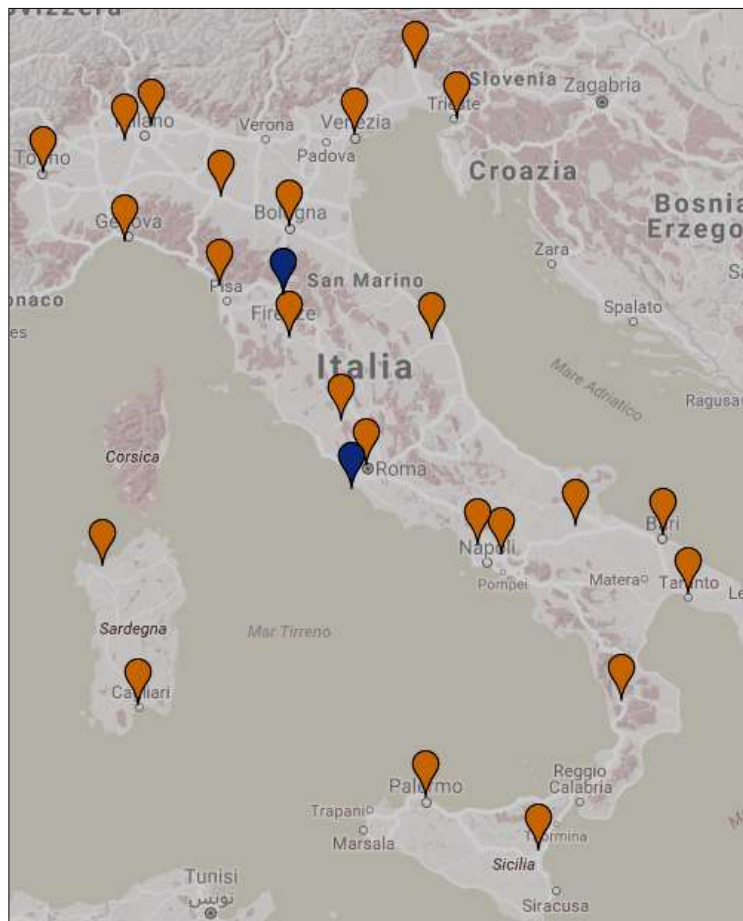 Slovenia
Zagabria
Trieste
Milano
Verona
Venezia
Padova
Torino
Croazia
Bosnia
Erzego
Genova
Bologna
Zara
San Marino
onaco
Pisa
Firenze
Spalato
es
Italia
Mare Adriatico
Ragusa
Corsica
Roma
Bari
Napoli
Pompei
Matera
Taranto
Le
Sardegna
Mar Tirreno
Cagliari
Reggio
Calabria
Palermo
Trapani
Taormina
Marsala
Sicilia
Tunisi
تونس
Siracusa